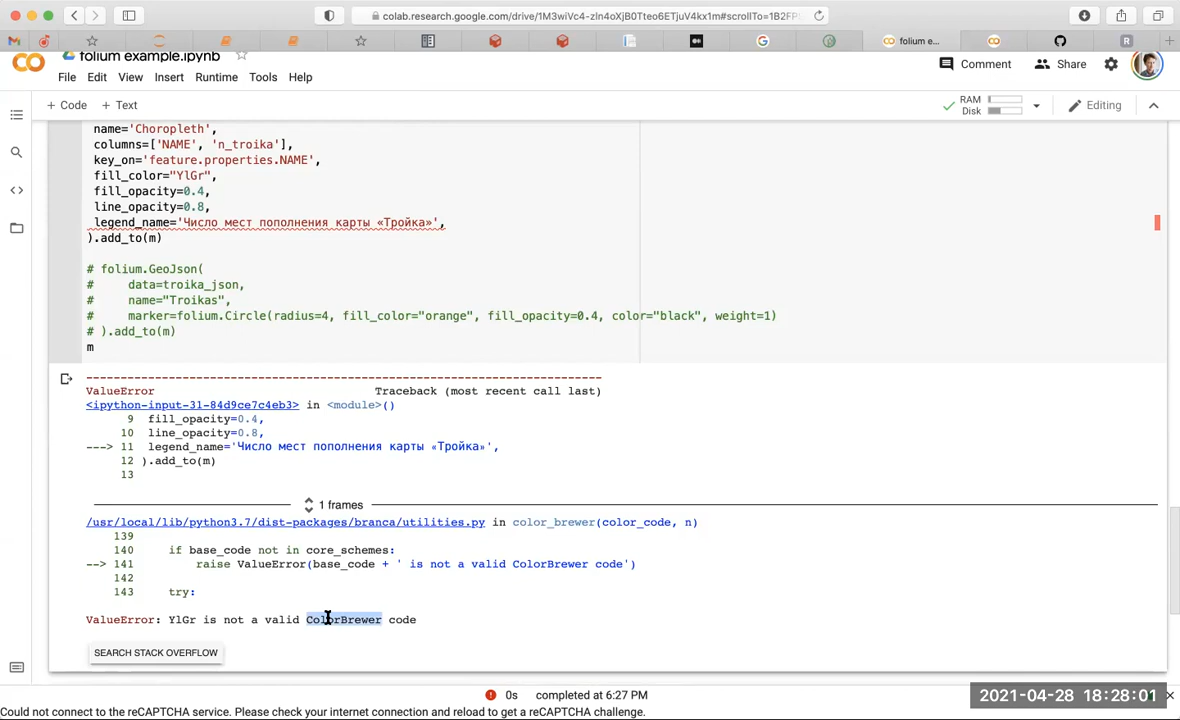 colab.research.google.com/drive/1M3wiVc4-zln4oXjB0Tteo6ETjuV4kx1m#scrollTo=1B2FP
folium e...
folium example.ipynb
File Edit View Insert Runtime Tools Help
Comment Share
+ Code + Text
RAM
Disk
Editing
name='Choropleth',
columns=['NAME', 'n_troika'],
key_on='feature.properties.NAME',
fill_color="YlGr",
fill_opacity=0.4,
line_opacity=0.8,
legend_name='Число мест пополнения карты «Тройка»',
).add_to(m)
# folium.GeoJson(
#     data=troika_json,
#     name="Troikas",
#     marker=folium.Circle(radius=4, fill_color="orange", fill_opacity=0.4, color="black", weight=1)
# ).add_to(m)
m
---------------------------------------------------------------------------
ValueError                                Traceback (most recent call last)
<ipython-input-31-84d9ce7c4eb3> in <module>()
9 fill_opacity=0.4,
10 line_opacity=0.8,
---> 11 legend_name='Число мест пополнения карты «Тройка»',
12 ).add_to(m)
13
1 frames
/usr/local/lib/python3.7/dist-packages/branca/utilities.py in color_brewer(color_code, n)
139
140     if base_code not in core_schemes:
--> 141         raise ValueError(base_code + ' is not a valid ColorBrewer code')
142
143     try:
ValueError: YlGr is not a valid ColorBrewer code
SEARCH STACK OVERFLOW
0s completed at 6:27 PM
2021-04-28 18:28:01
Could not connect to the reCAPTCHA service. Please check your internet connection and reload to get a reCAPTCHA challenge.